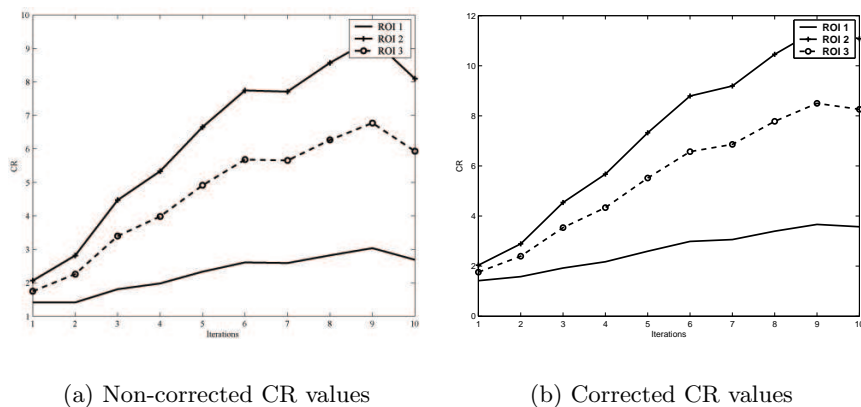 10
9
8
7
6
5
4
3
2
1
CR
1 2 3 4 5 6 7 8 9 10
Iterations
ROI 1
ROI 2
ROI 3
(a) Non-corrected CR values
12
10
8
6
4
2
0
CR
1 2 3 4 5 6 7 8 9 10
Iterations
ROI 1
ROI 2
ROI 3
(b) Corrected CR values